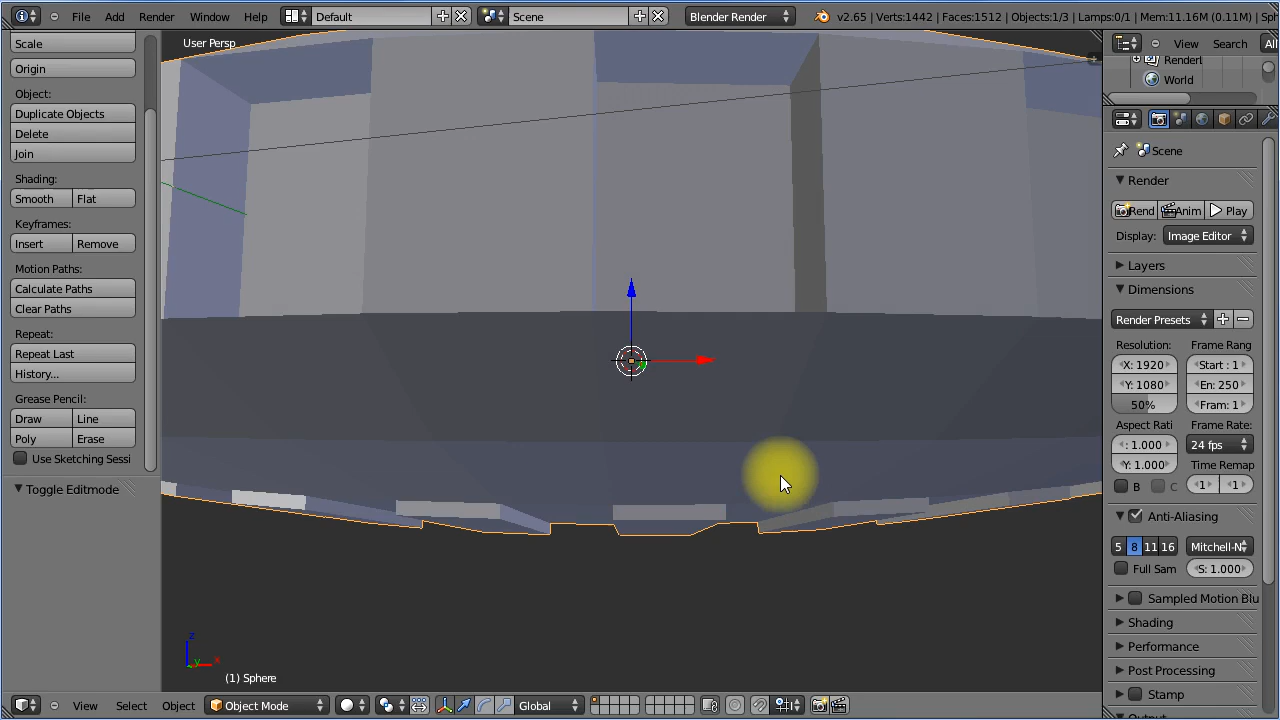 File Add Render Window Help Default Scene Blender Render v2.65 | Verts:1442 | Faces:1512 | Objects:1/3 | Lamps:0/1 | Mem:11.16M (0.11M) | Sph
Scale
Origin
Object:
Duplicate Objects
Delete
Join
Shading:
Smooth Flat
Keyframes:
Insert Remove
Motion Paths:
Calculate Paths
Clear Paths
Repeat:
Repeat Last
History...
Grease Pencil:
Draw Line
Poly Erase
Use Sketching Sessi
Toggle Editmode
User Persp
z
y x
(1) Sphere
View Select Object Object Mode Global
View Search All
RenderL
World
Scene
Render
Rend Anim Play
Display: Image Editor
Layers
Dimensions
Render Presets
Resolution: Frame Rang
X: 1920 Start : 1
Y: 1080 En: 250
50% Fram: 1
Aspect Rati Frame Rate:
: 1.000 24 fps
Y: 1.000 Time Remap
B C 1 1
Anti-Aliasing
5 8 11 16 Mitchell-N
Full Sam S: 1.000
Sampled Motion Blu
Shading
Performance
Post Processing
Stamp